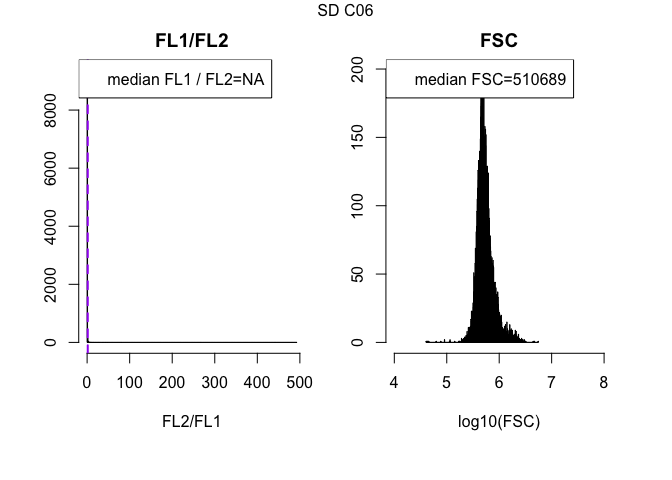 SD C06
FL1/FL2
median FL1 / FL2=NA
0 2000 4000 6000 8000
0 100 200 300 400 500
FL2/FL1
FSC
median FSC=510689
0 50 100 150 200
4 5 6 7 8
log10(FSC)